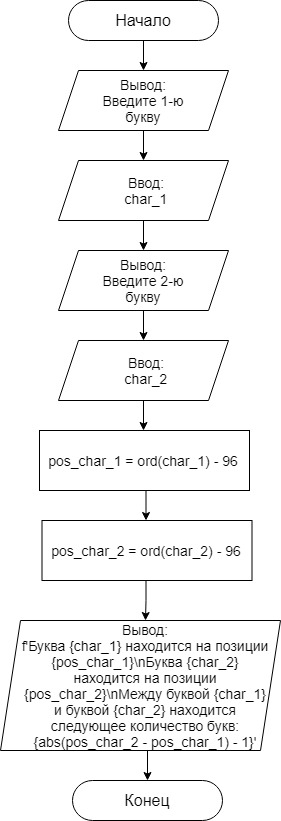 Начало
Вывод:
Введите 1-ю
букву
Ввод:
char_1
Вывод:
Введите 2-ю
букву
Ввод:
char_2
pos_char_1 = ord(char_1) - 96
pos_char_2 = ord(char_2) - 96
Вывод:
f'Буква {char_1} находится на позиции
{pos_char_1}\nБуква {char_2}
находится на позиции
{pos_char_2}\nМежду буквой {char_1}
и буквой {char_2} находится
следующее количество букв:
{abs(pos_char_2 - pos_char_1) - 1}'
Конец